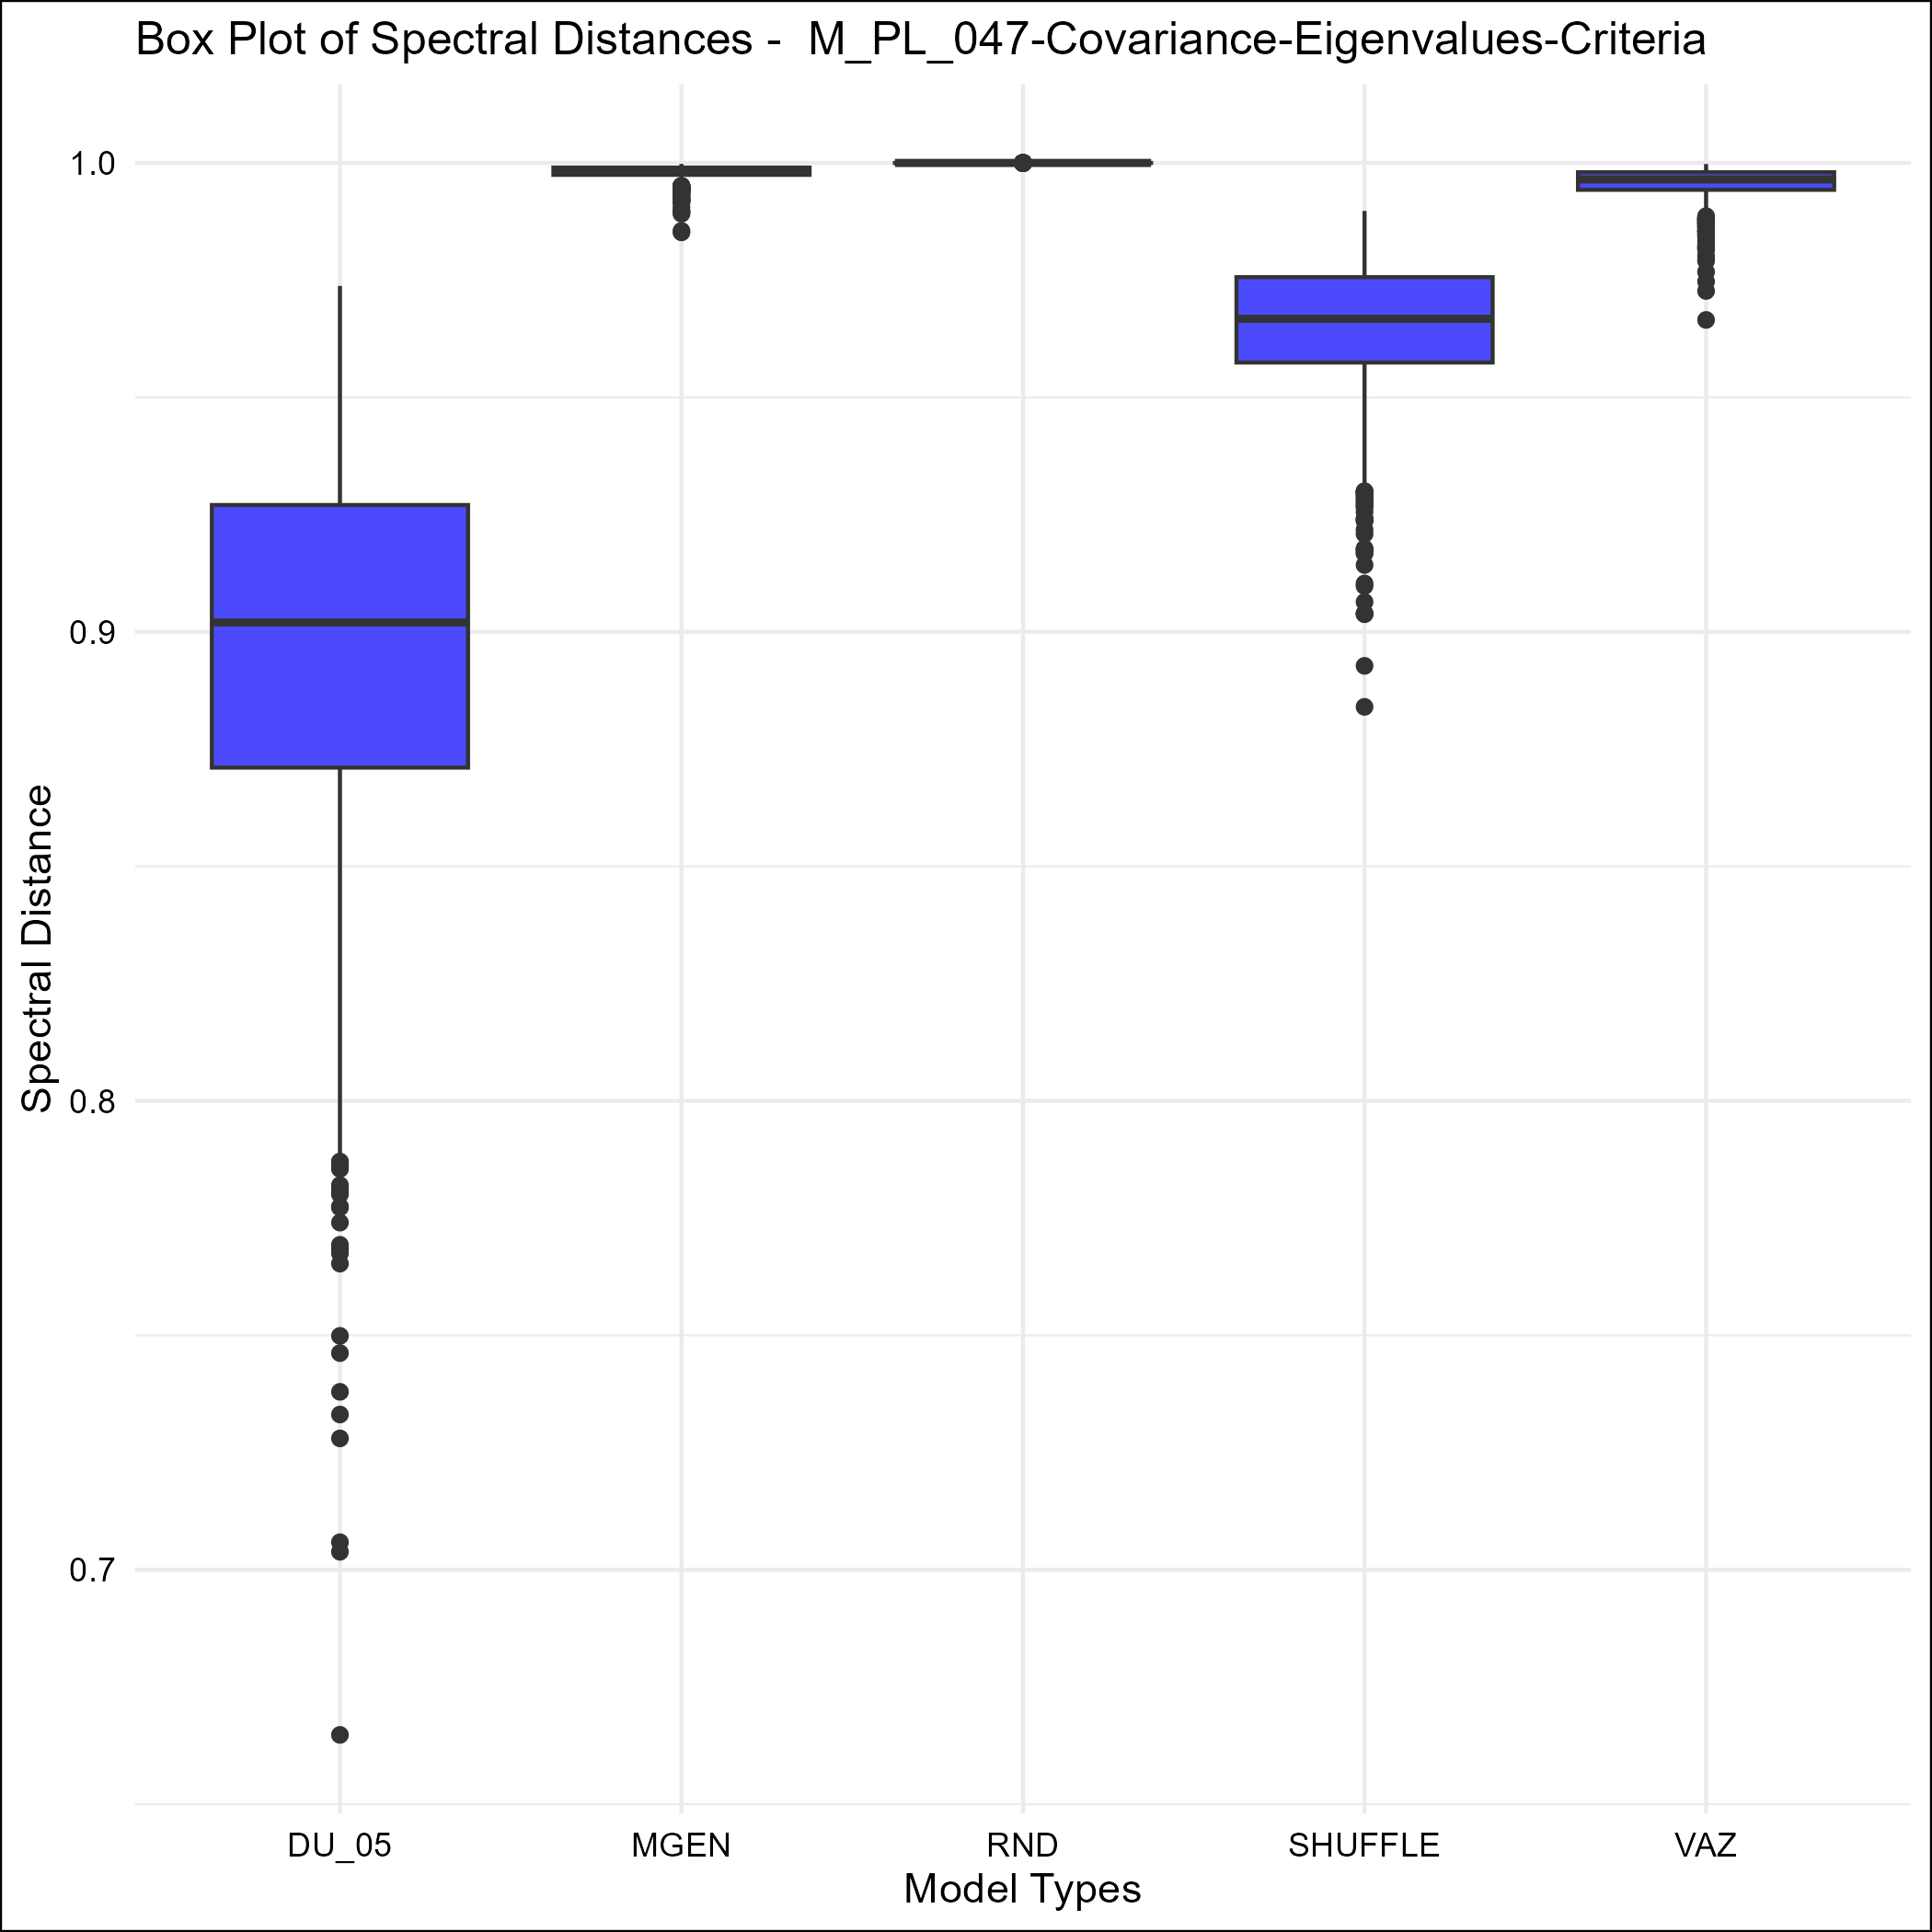 Box Plot of Spectral Distances -  M_PL_047-Covariance-Eigenvalues-Criteria
Spectral Distance
1.0
0.9
0.8
0.7
DU_05 MGEN RND SHUFFLE VAZ
Model Types